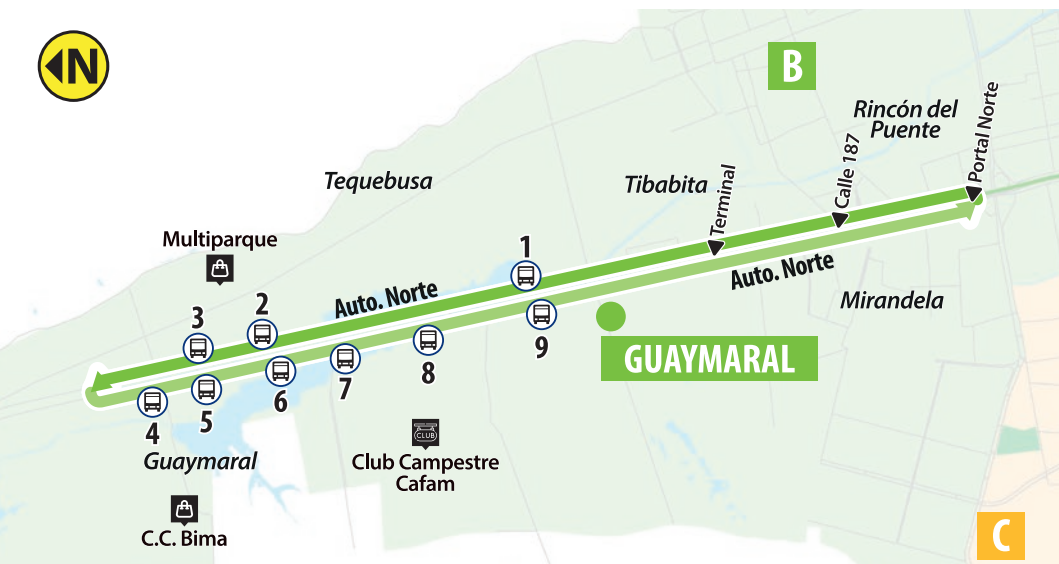 N
B
Rincón del
Puente
Portal Norte
Calle 187
Terminal
Tibabita
Tequebusa
Multiparque
1
Auto. Norte
Auto. Norte
2
3
Mirandela
9
GUAYMARAL
8
7
6
5
4
Guaymaral
CLUB
Club Campestre
Cafam
C.C. Bima
C